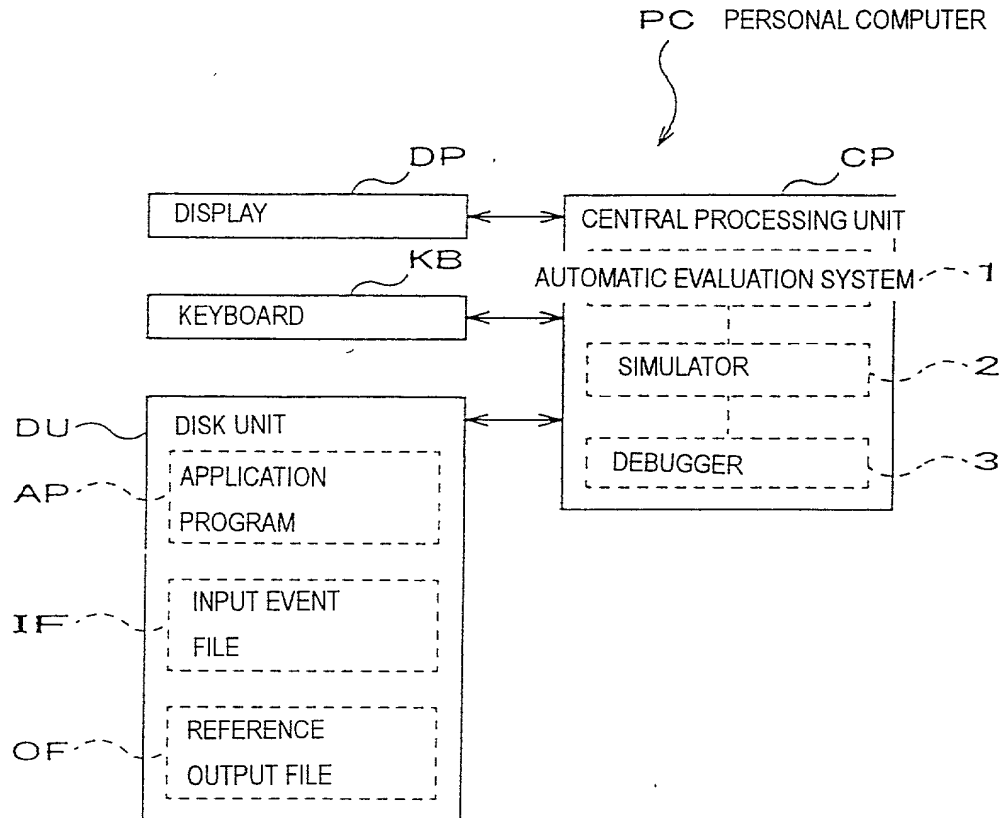 PC PERSONAL COMPUTER
DP
CP
DISPLAY
CENTRAL PROCESSING UNIT
KB
AUTOMATIC EVALUATION SYSTEM
1
KEYBOARD
SIMULATOR
2
DU
DISK UNIT
DEBUGGER
3
AP
APPLICATION
PROGRAM
IF
INPUT EVENT
FILE
OF
REFERENCE
OUTPUT FILE